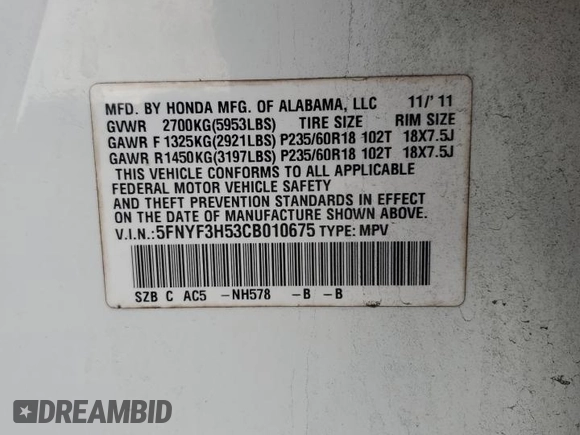 MFD. BY HONDA MFG. OF ALABAMA, LLC 11/'11
GVWR 2700KG(5953LBS) TIRE SIZE RIM SIZE
GAWR F 1325KG(2921LBS) P235/60R18 102T 18X7.5J
GAWR R1450KG(3197LBS) P235/60R18 102T 18X7.5J
THIS VEHICLE CONFORMS TO ALL APPLICABLE
FEDERAL MOTOR VEHICLE SAFETY
AND THEFT PREVENTION STANDARDS IN EFFECT ON
THE DATE OF MANUFACTURE SHOWN ABOVE.
V.I.N.:5FNYF3H53CB010675 TYPE: MPV
SZB C AC5 -NH578 -B -B
DREAMBID